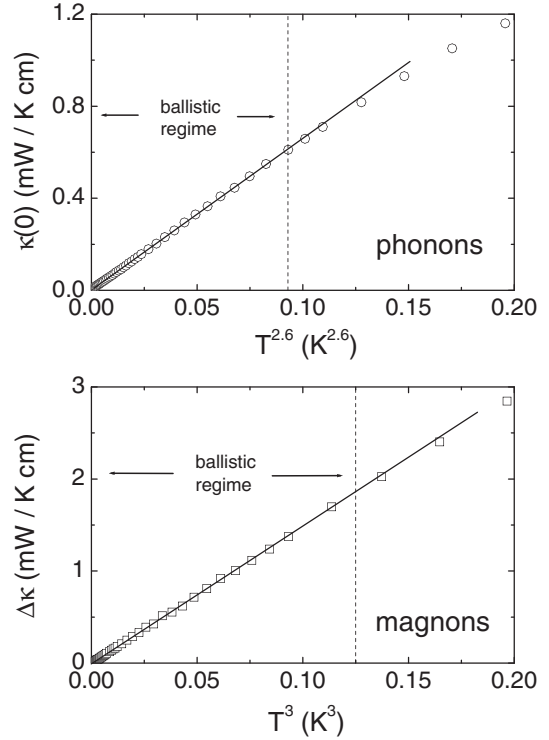 1.2
0.8
0.4
0.0
κ(0) (mW / K cm)
ballistic
regime
phonons
0.00 0.05 0.10 0.15 0.20
T^2.6 (K^2.6)
3
2
1
0
Δκ (mW / K cm)
ballistic
regime
magnons
0.00 0.05 0.10 0.15 0.20
T^3 (K^3)